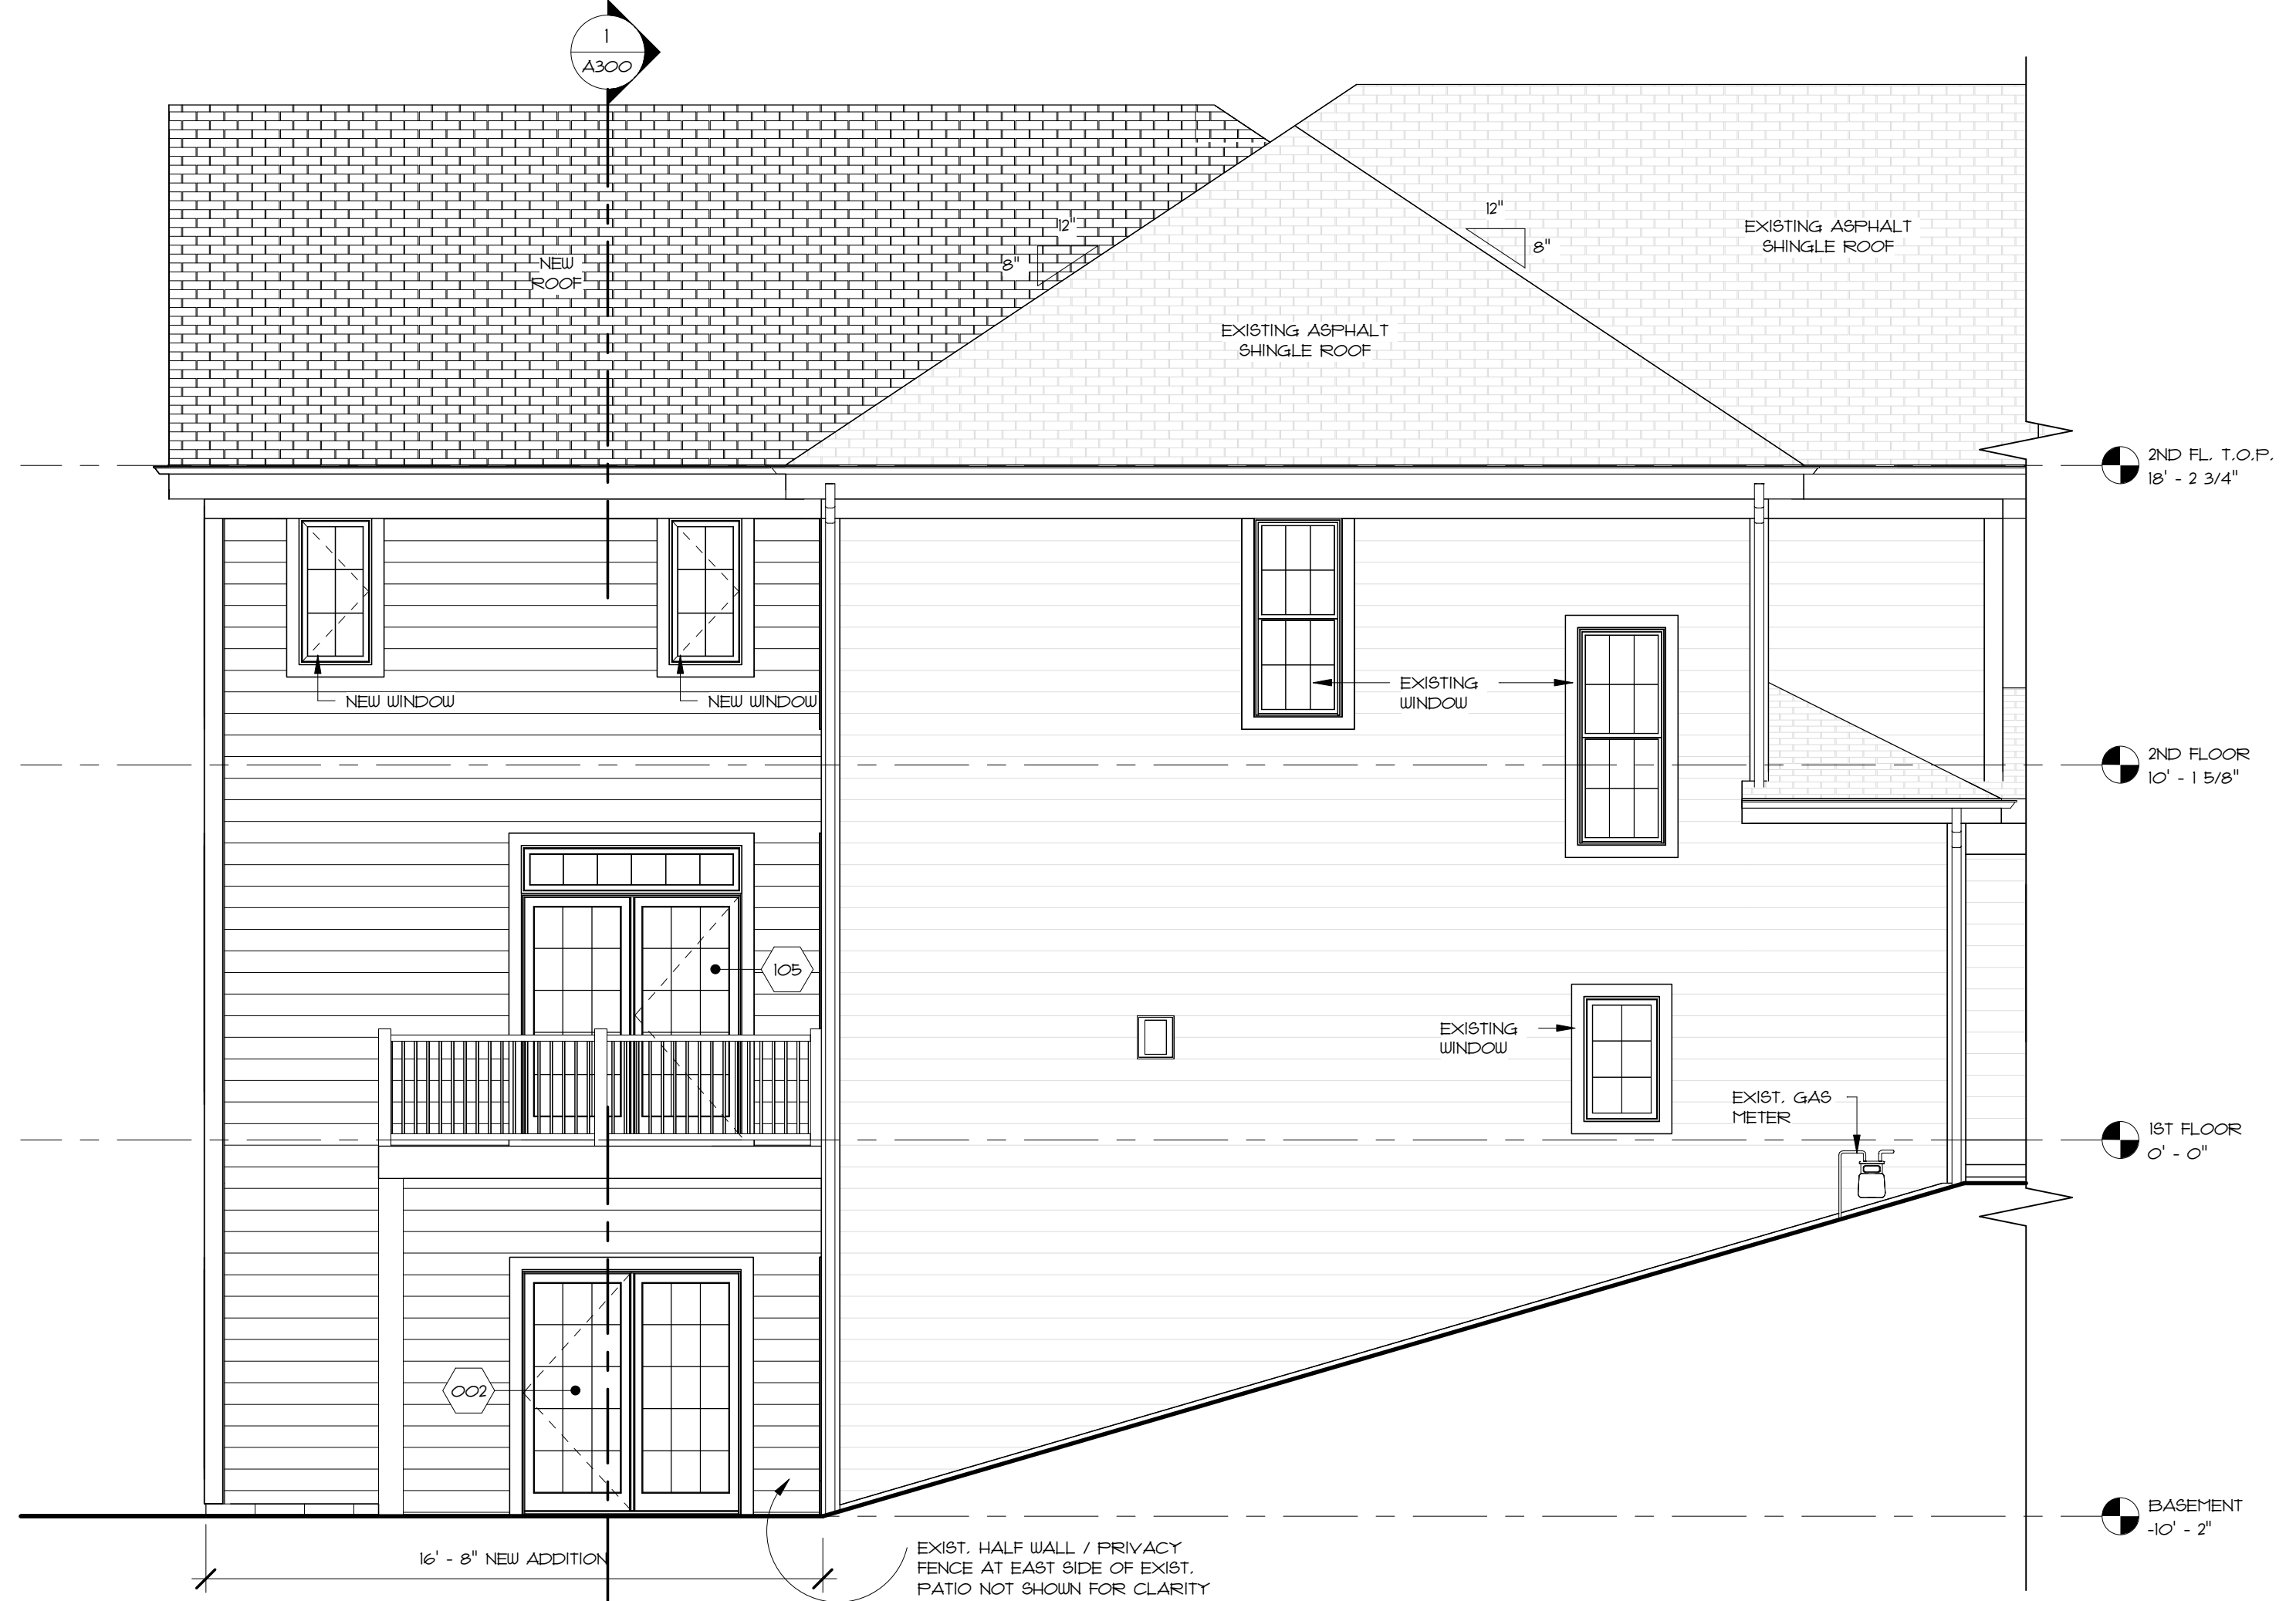 1
A300
12"
8"
12"
8"
NEW
ROOF
EXISTING ASPHALT
SHINGLE ROOF
EXISTING ASPHALT
SHINGLE ROOF
2ND FL. T.O.P.
18' - 2 3/4"
NEW WINDOW
NEW WINDOW
EXISTING
WINDOW
2ND FLOOR
10' - 1 5/8"
105
EXISTING
WINDOW
EXIST. GAS
METER
1ST FLOOR
0' - 0"
002
BASEMENT
-10' - 2"
16' - 8" NEW ADDITION
EXIST. HALF WALL / PRIVACY
FENCE AT EAST SIDE OF EXIST.
PATIO NOT SHOWN FOR CLARITY